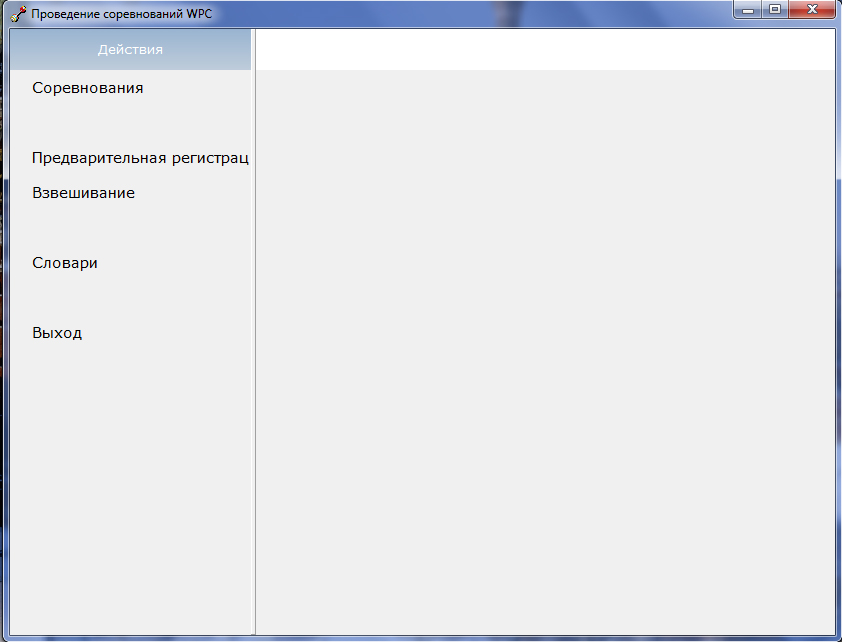 Проведение соревнований WPC
Действия
Соревнования
Предварительная регистрац
Взвешивание
Словари
Выход